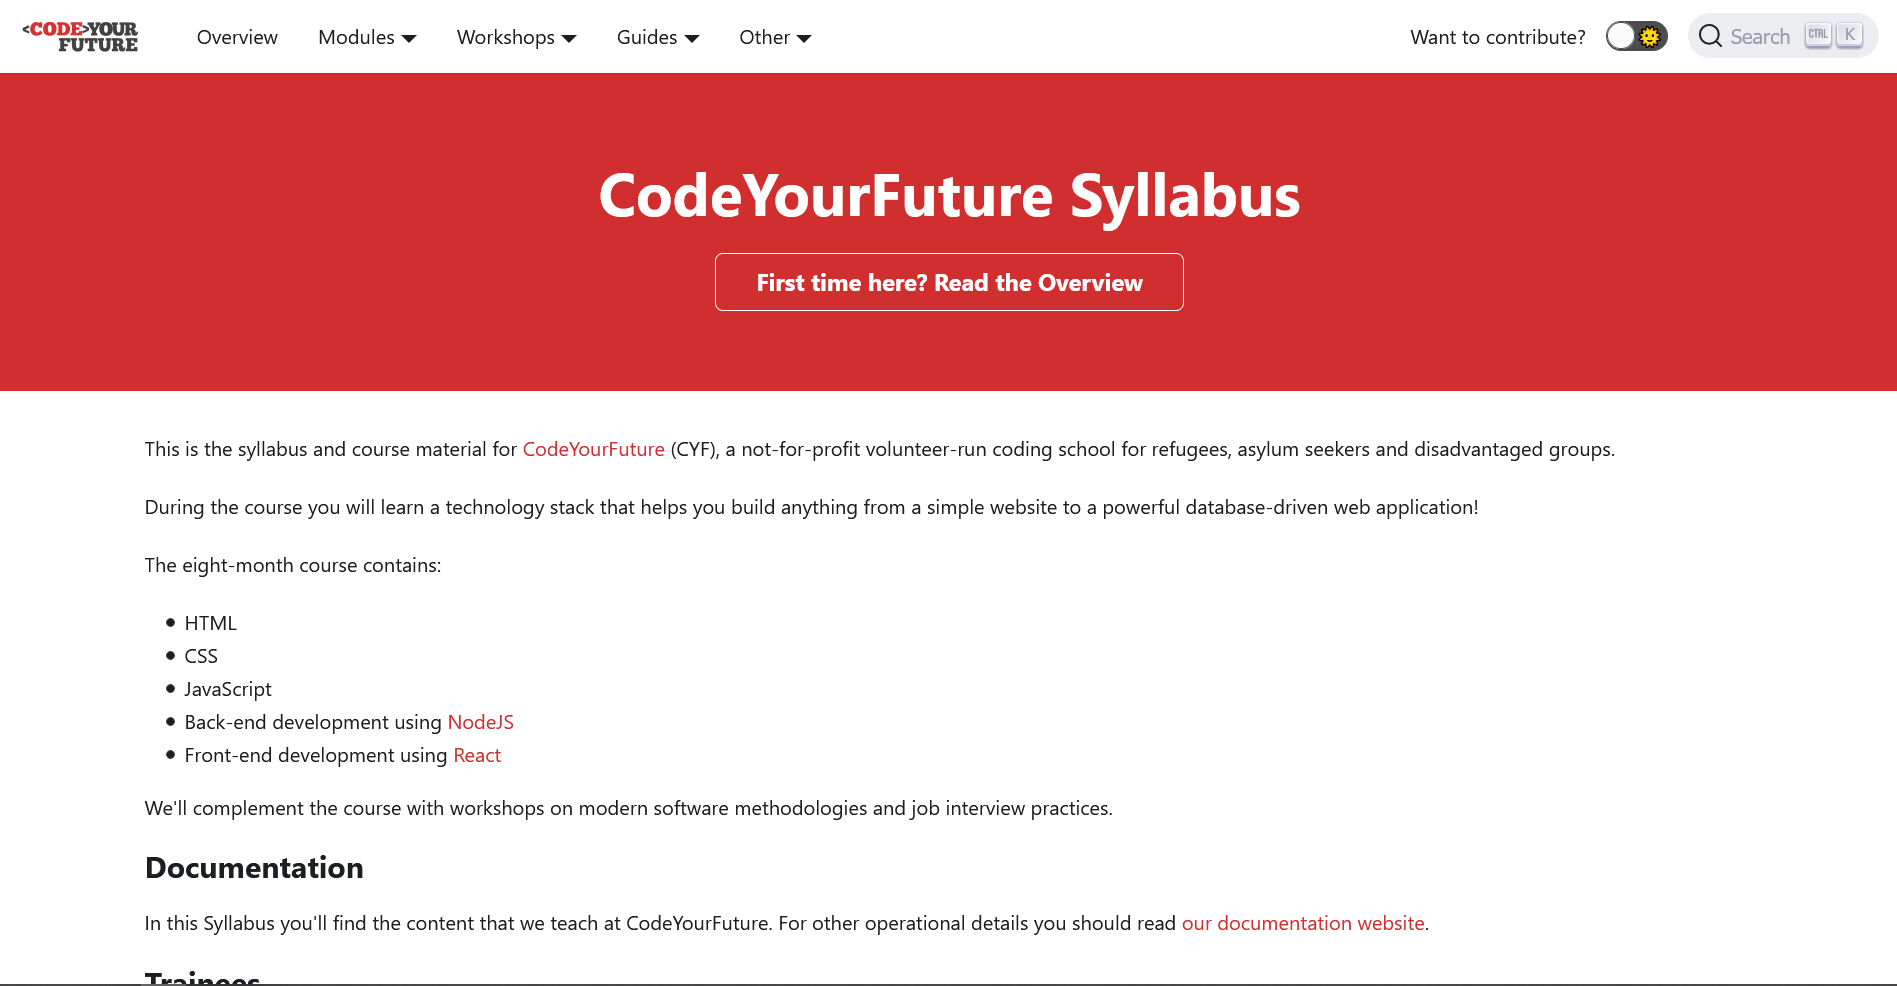 <CODE>YOUR
FUTURE
Overview
Modules
Workshops
Guides
Other
Want to contribute?
Search
CTRL
K
CodeYourFuture Syllabus
First time here? Read the Overview
This is the syllabus and course material for CodeYourFuture (CYF), a not-for-profit volunteer-run coding school for refugees, asylum seekers and disadvantaged groups.
During the course you will learn a technology stack that helps you build anything from a simple website to a powerful database-driven web application!
The eight-month course contains:
HTML
CSS
JavaScript
Back-end development using NodeJS
Front-end development using React
We'll complement the course with workshops on modern software methodologies and job interview practices.
Documentation
In this Syllabus you'll find the content that we teach at CodeYourFuture. For other operational details you should read our documentation website.
Trainees